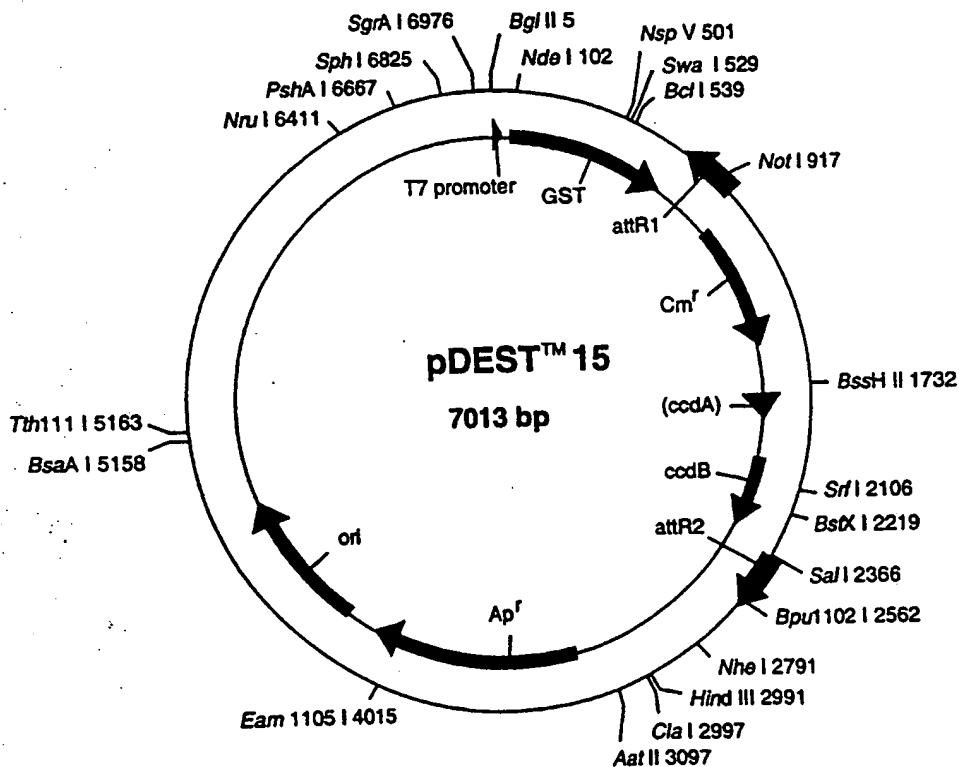 SgrA I 6976
Bgl II 5
Nsp V 501
Sph I 6825
Nde I 102
Swa I 529
PshA I 6667
Bcl I 539
Nru I 6411
Not I 917
T7 promoter
GST
attR1
Cmr
pDEST™ 15
BssH II 1732
(ccdA)
7013 bp
Tth111 I 5163
BsaA I 5158
ccdB
Srf I 2106
BstX I 2219
attR2
ori
Sal I 2366
Apr
Bpu1102 I 2562
Nhe I 2791
Hind III 2991
Eam 1105 I 4015
Cla I 2997
Aat II 3097